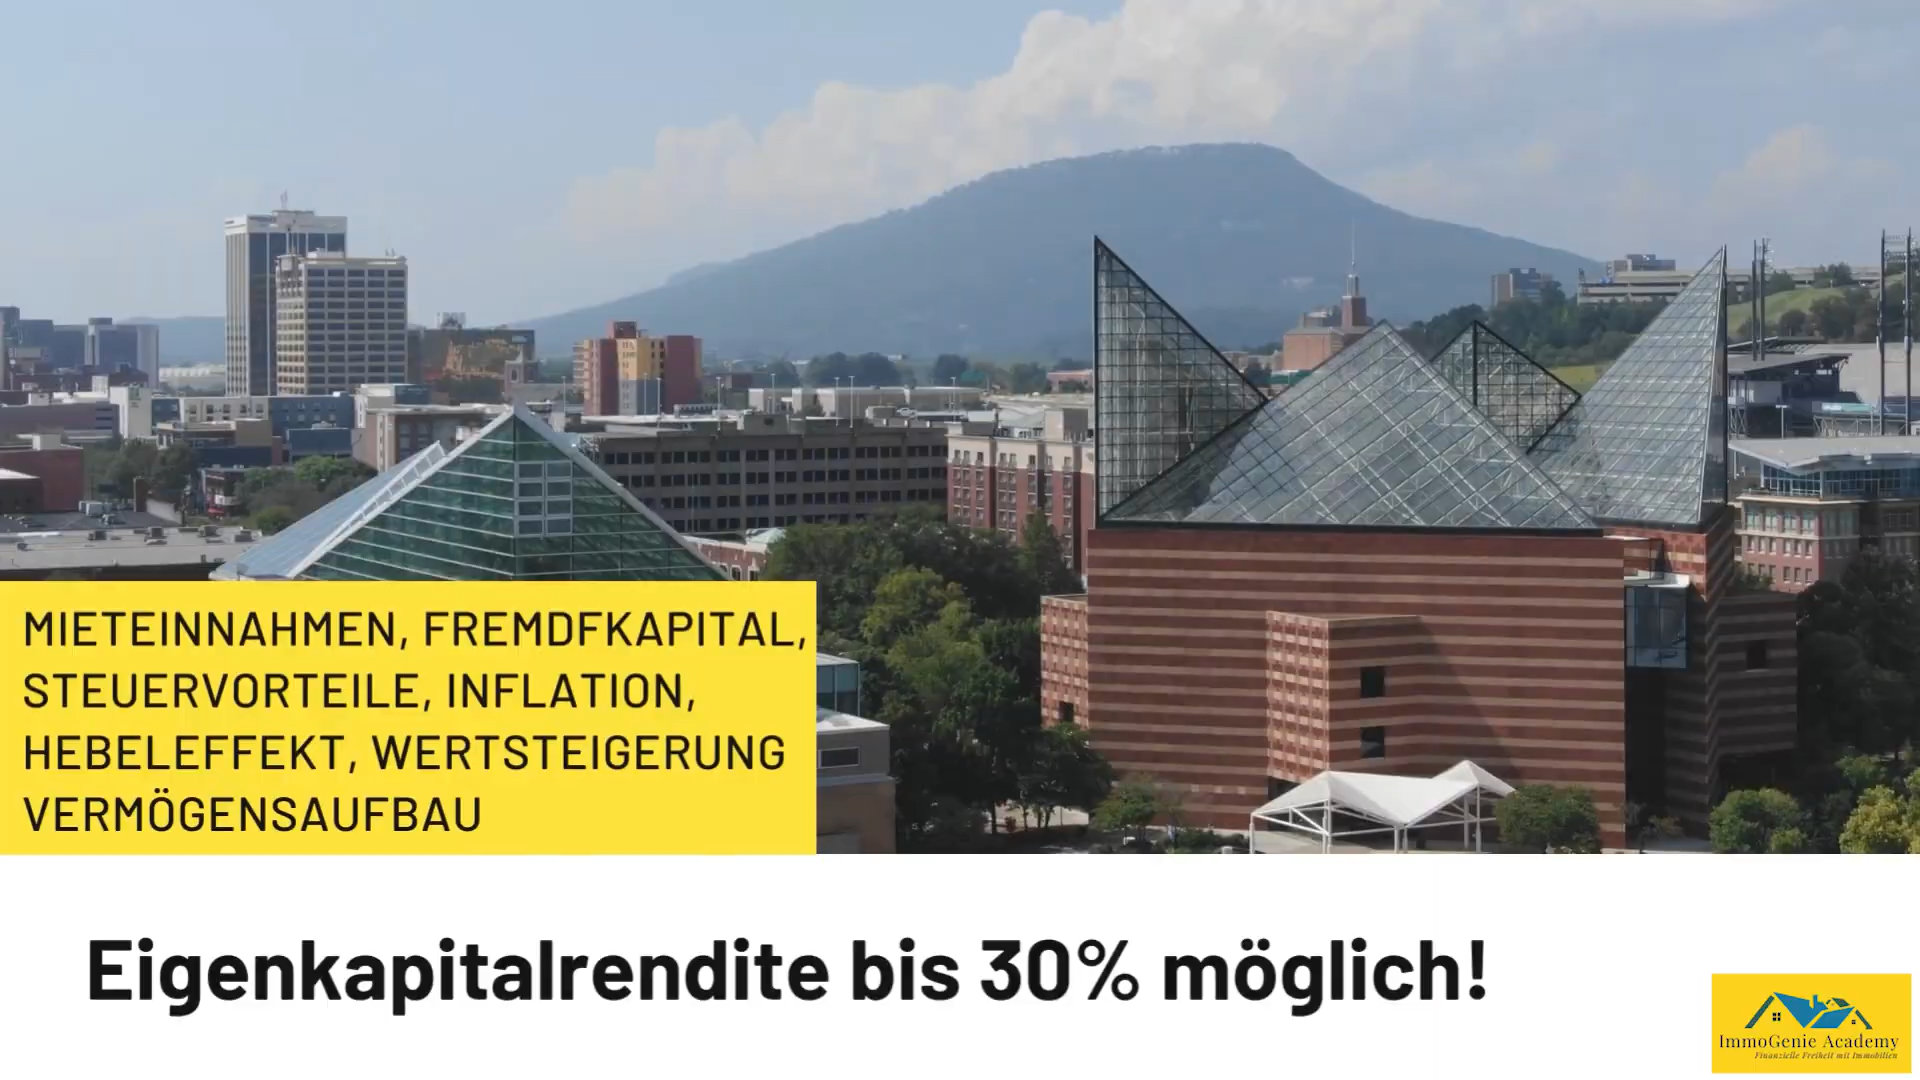 MIETEINNAHMEN, FREMDFKAPITAL,
STEUERVORTEILE, INFLATION,
HEBELEFFEKT, WERTSTEIGERUNG
VERMÖGENSAUFBAU
Eigenkapitalrendite bis 30% möglich!
ImmoGenie Academy
Finanzielle Freiheit mit Immobilien